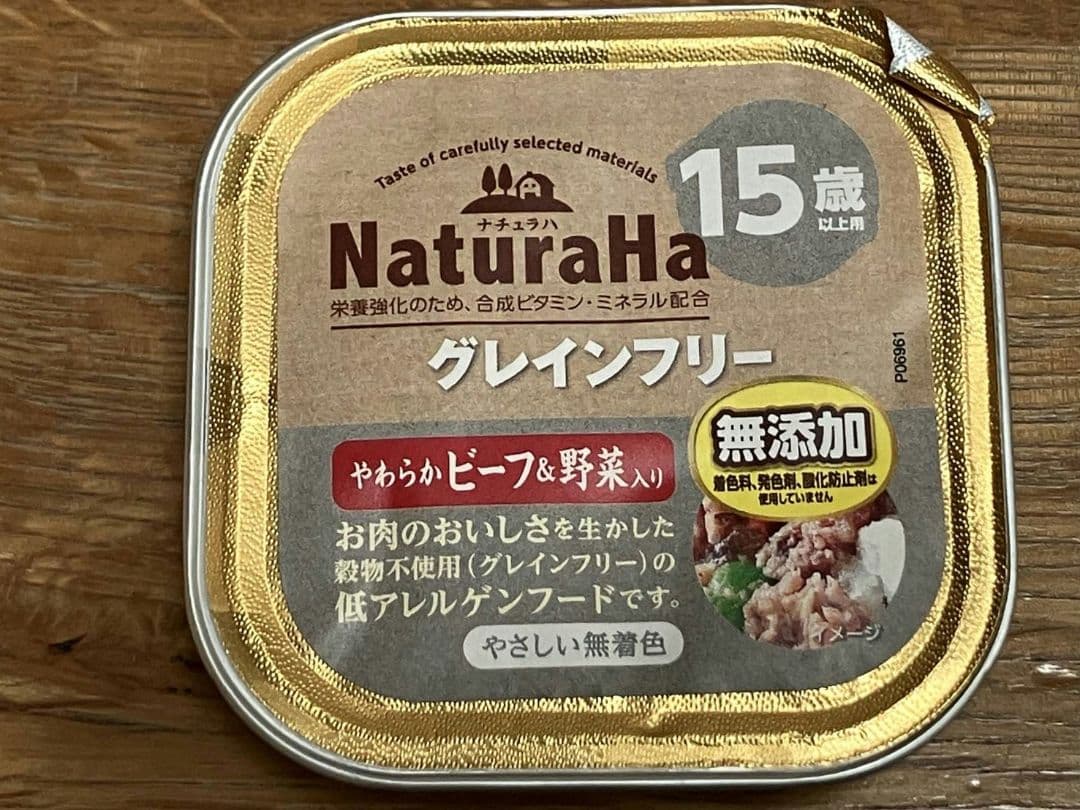 Taste of carefully selected materials
15歳
以上用
ナチュラハ
NaturaHa
栄養強化のため、合成ビタミン・ミネラル配合
グレインフリー
P06961
無添加
着色料、発色剤、酸化防止剤は
使用していません
やわらかビーフ&野菜入り
お肉のおいしさを生かした
穀物不使用(グレインフリー)の
低アレルゲンフードです。
やさしい無着色
イメージ